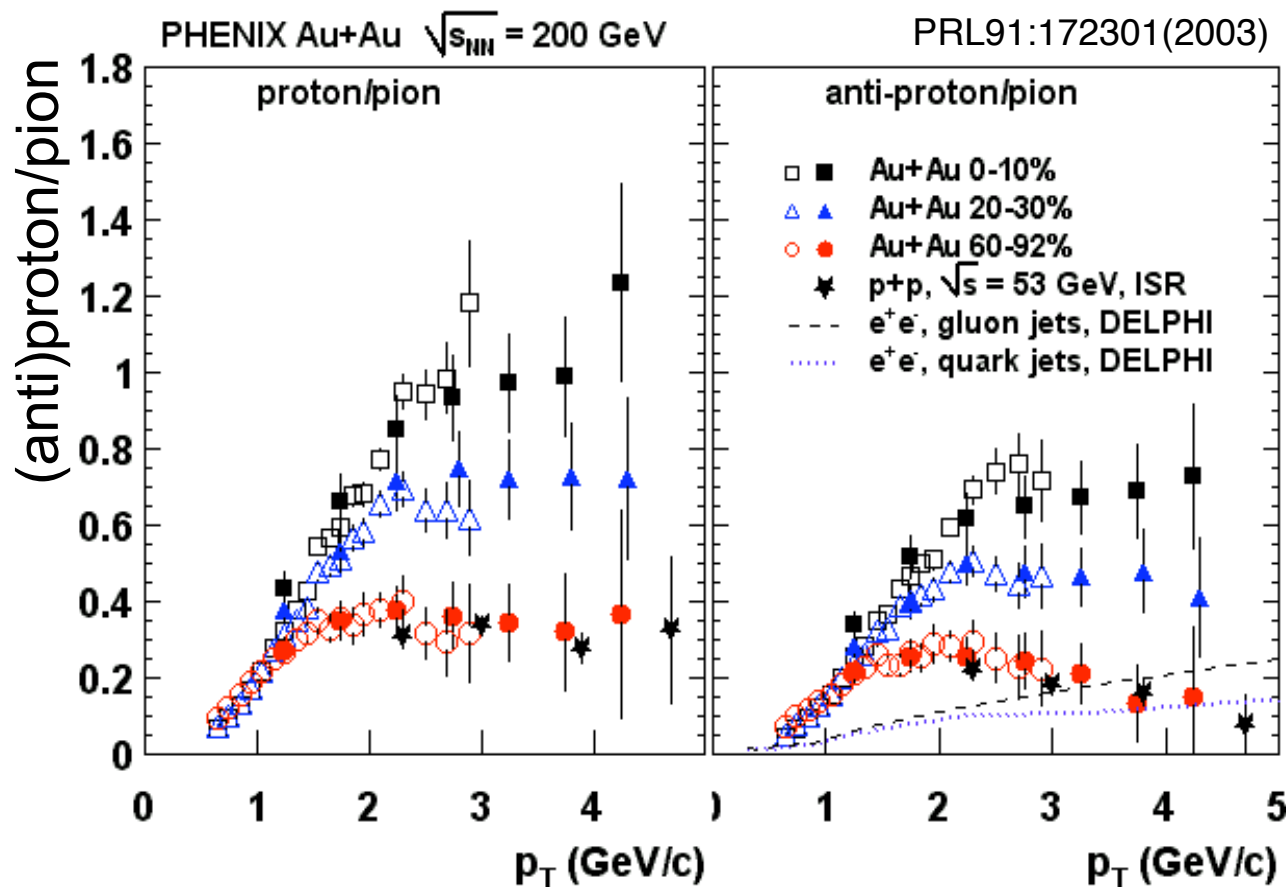 PHENIX Au+Au √sNN = 200 GeV
PRL91:172301(2003)
(anti)proton/pion
proton/pion
1.8
1.6
1.4
1.2
1
0.8
0.6
0.4
0.2
0
0 1 2 3 4
pT (GeV/c)
anti-proton/pion
Au+Au 0-10%
Au+Au 20-30%
Au+Au 60-92%
p+p, √s = 53 GeV, ISR
e+e-, gluon jets, DELPHI
e+e-, quark jets, DELPHI
0 1 2 3 4 5
pT (GeV/c)